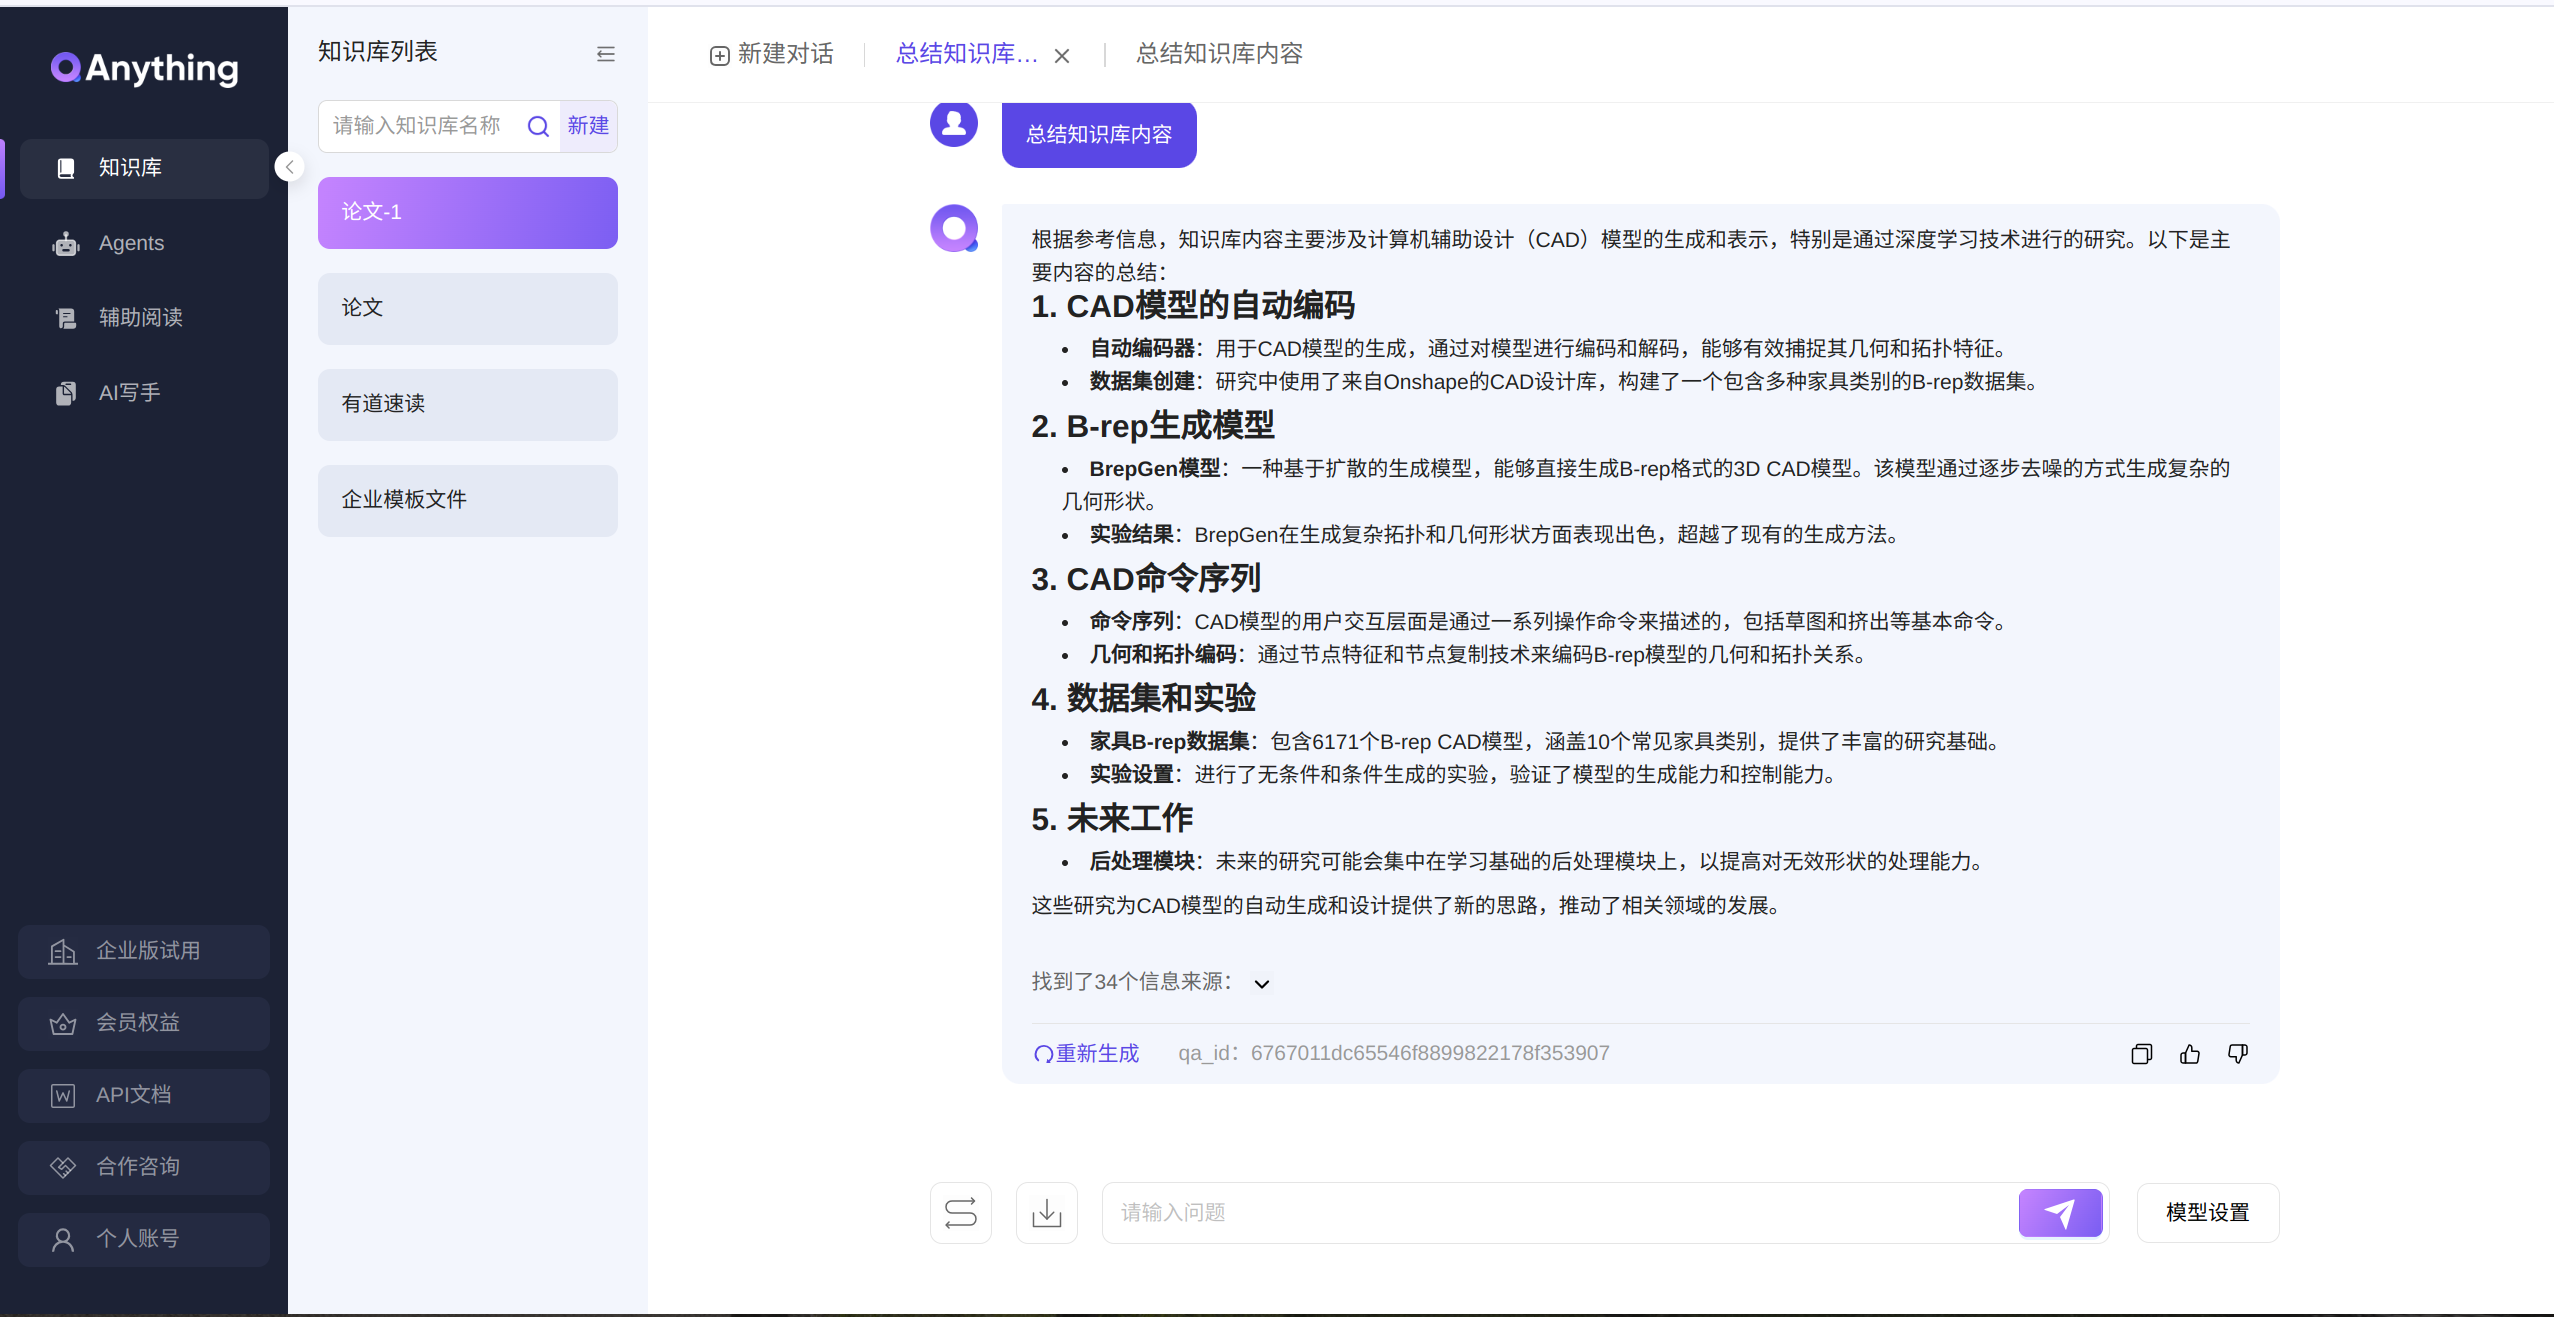 QAnything
知识库
Agents
辅助阅读
AI写手
企业版试用
会员权益
API文档
合作咨询
个人账号
知识库列表
请输入知识库名称
新建
论文-1
论文
有道速读
企业模板文件
新建对话
总结知识库...
总结知识库内容
总结知识库内容
根据参考信息，知识库内容主要涉及计算机辅助设计（CAD）模型的生成和表示，特别是通过深度学习技术进行的研究。以下是主
要内容的总结：
1. CAD模型的自动编码
• 自动编码器：用于CAD模型的生成，通过对模型进行编码和解码，能够有效捕捉其几何和拓扑特征。
• 数据集创建：研究中使用了来自Onshape的CAD设计库，构建了一个包含多种家具类别的B-rep数据集。
2. B-rep生成模型
• BrepGen模型：一种基于扩散的生成模型，能够直接生成B-rep格式的3D CAD模型。该模型通过逐步去噪的方式生成复杂的
几何形状。
• 实验结果：BrepGen在生成复杂拓扑和几何形状方面表现出色，超越了现有的生成方法。
3. CAD命令序列
• 命令序列：CAD模型的用户交互层面是通过一系列操作命令来描述的，包括草图和挤出等基本命令。
• 几何和拓扑编码：通过节点特征和节点复制技术来编码B-rep模型的几何和拓扑关系。
4. 数据集和实验
• 家具B-rep数据集：包含6171个B-rep CAD模型，涵盖10个常见家具类别，提供了丰富的研究基础。
• 实验设置：进行了无条件和条件生成的实验，验证了模型的生成能力和控制能力。
5. 未来工作
• 后处理模块：未来的研究可能会集中在学习基础的后处理模块上，以提高对无效形状的处理能力。
这些研究为CAD模型的自动生成和设计提供了新的思路，推动了相关领域的发展。
找到了34个信息来源：
重新生成
qa_id：6767011dc65546f8899822178f353907
请输入问题
模型设置